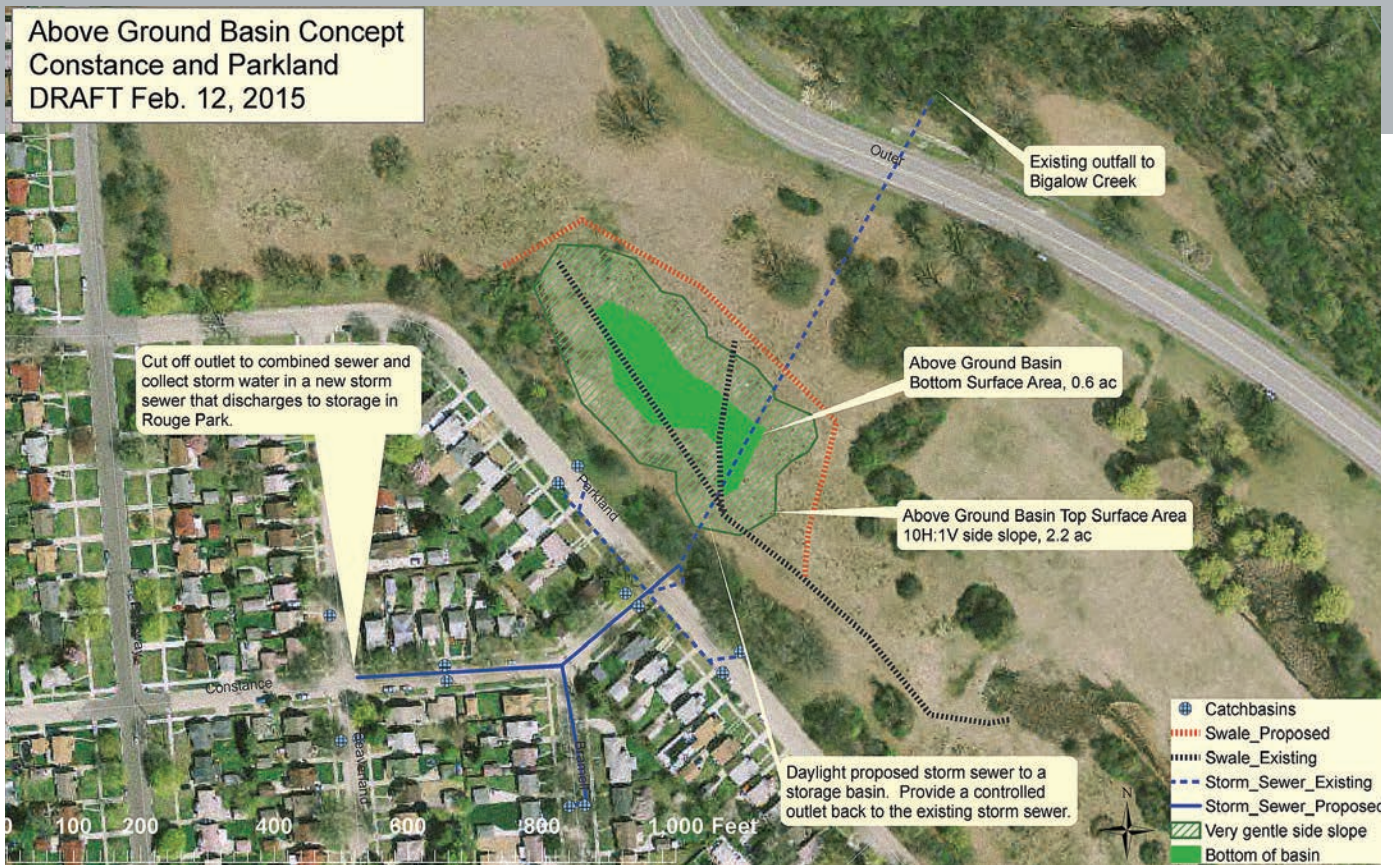 Above Ground Basin Concept
Constance and Parkland
DRAFT Feb. 12, 2015
Outer
Existing outfall to
Bigalow Creek
Cut off outlet to combined sewer and
collect storm water in a new storm
sewer that discharges to storage in
Rouge Park.
Above Ground Basin
Bottom Surface Area, 0.6 ac
Parkland
Above Ground Basin Top Surface Area
10H:1V side slope, 2.2 ac
Constance
Daylight proposed storm sewer to a
storage basin. Provide a controlled
outlet back to the existing storm sewer.
Catchbasins
Swale_Proposed
Swale_Existing
Storm_Sewer_Existing
Storm_Sewer_Proposed
Very gentle side slope
Bottom of basin
N
0 100 200 400 600 800 1,000 Feet